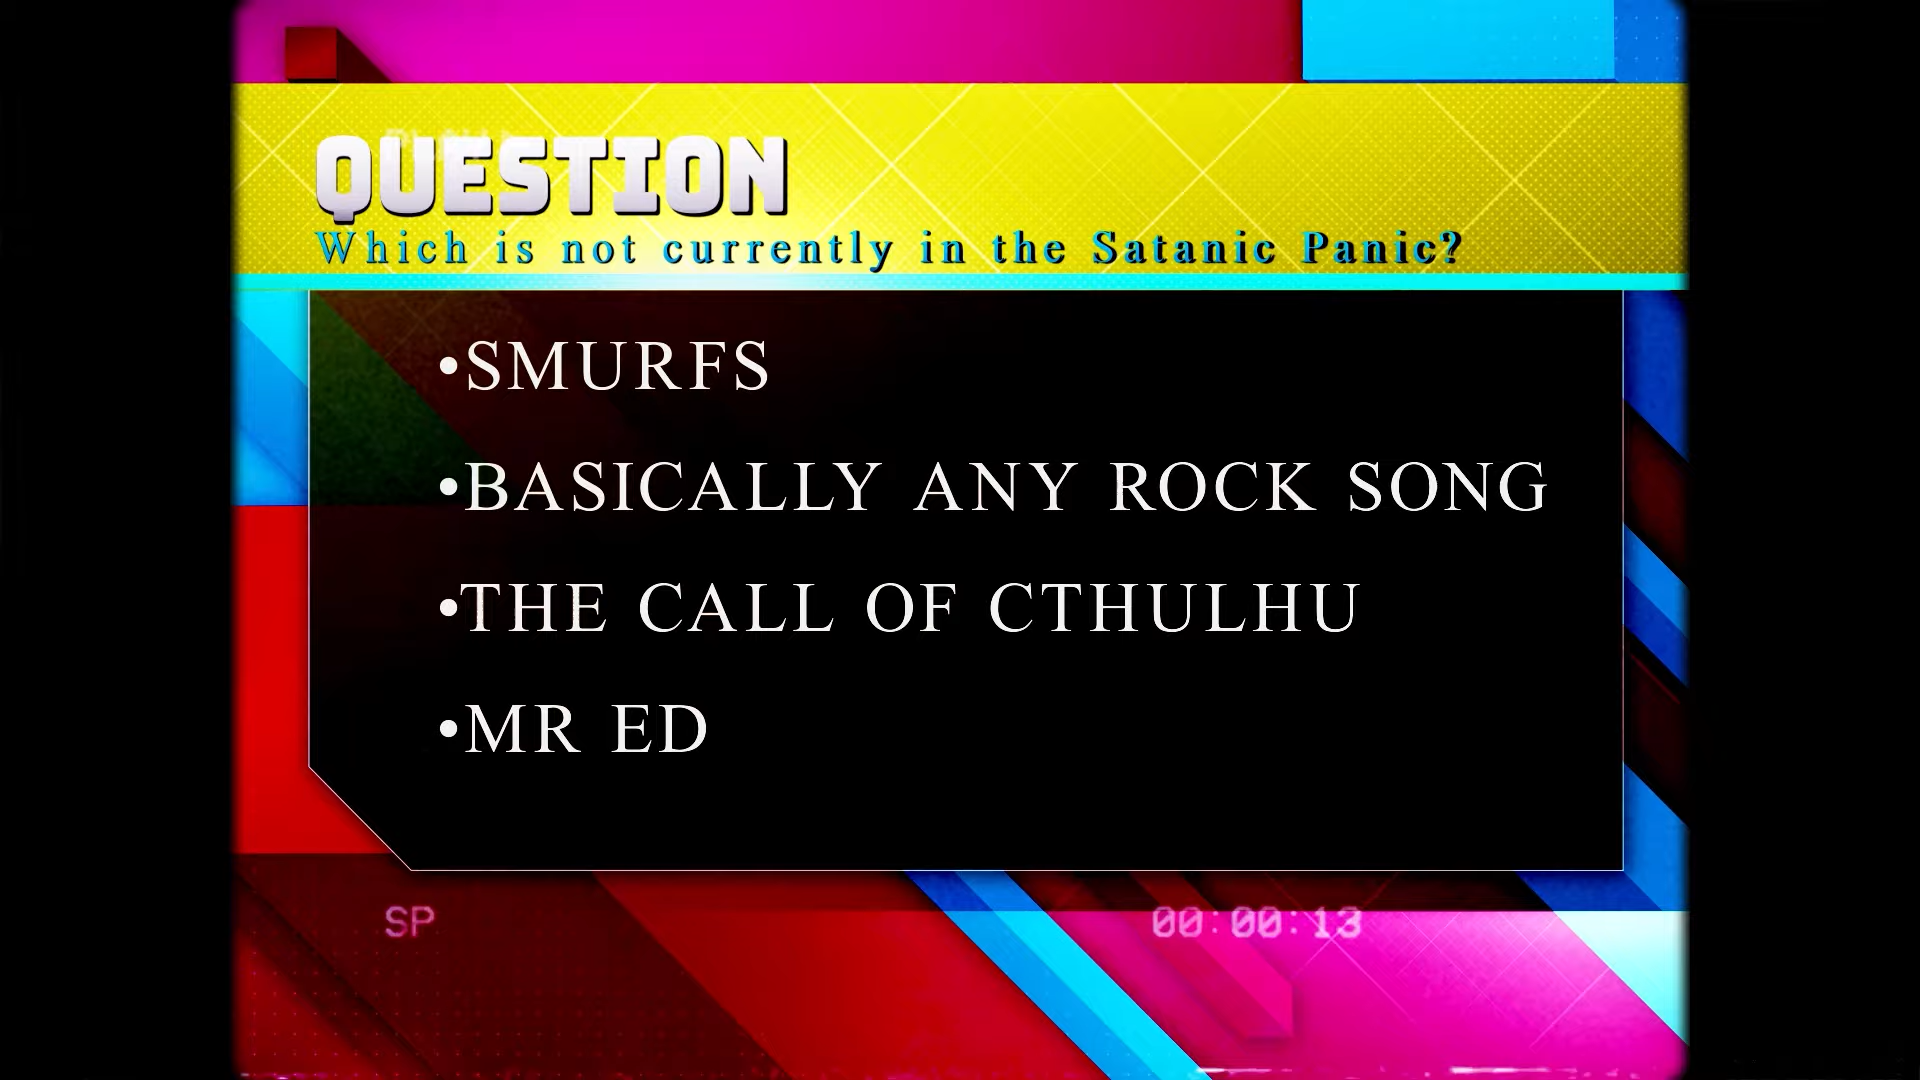 QUESTION
Which is not currently in the Satanic Panic?
•SMURFS
•BASICALLY ANY ROCK SONG
•THE CALL OF CTHULHU
•MR ED
SP
00:00:13